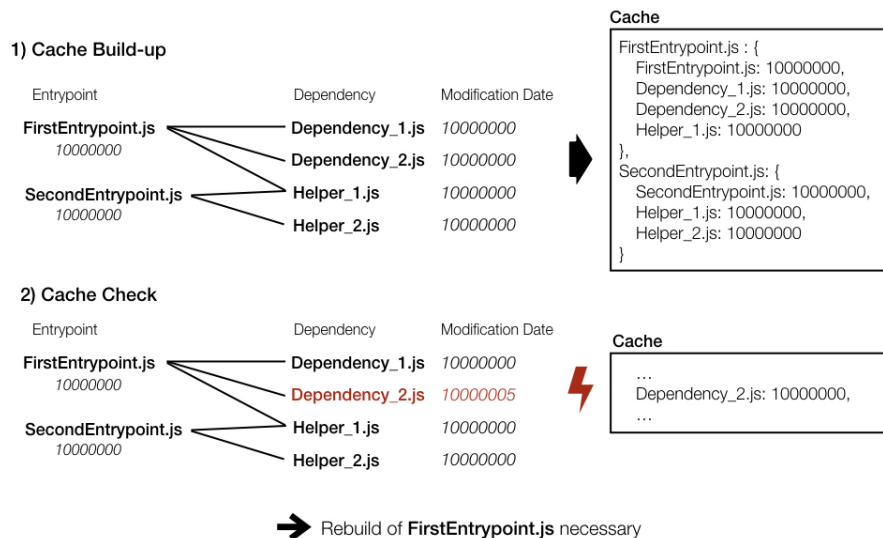 Cache
1) Cache Build-up
Entrypoint Dependency Modification Date
FirstEntrypoint.js Dependency_1.js 10000000
10000000
Dependency_2.js 10000000
SecondEntrypoint.js Helper_1.js 10000000
10000000
Helper_2.js 10000000
FirstEntrypoint.js : {
FirstEntrypoint.js: 10000000,
Dependency_1.js: 10000000,
Dependency_2.js: 10000000,
Helper_1.js: 10000000
},
SecondEntrypoint.js: {
SecondEntrypoint.js: 10000000,
Helper_1.js: 10000000,
Helper_2.js: 10000000
}
2) Cache Check
Entrypoint Dependency Modification Date
FirstEntrypoint.js Dependency_1.js 10000000
10000000
Dependency_2.js 10000005
SecondEntrypoint.js Helper_1.js 10000000
10000000
Helper_2.js 10000000
Cache
...
Dependency_2.js: 10000000,
...
Rebuild of FirstEntrypoint.js necessary